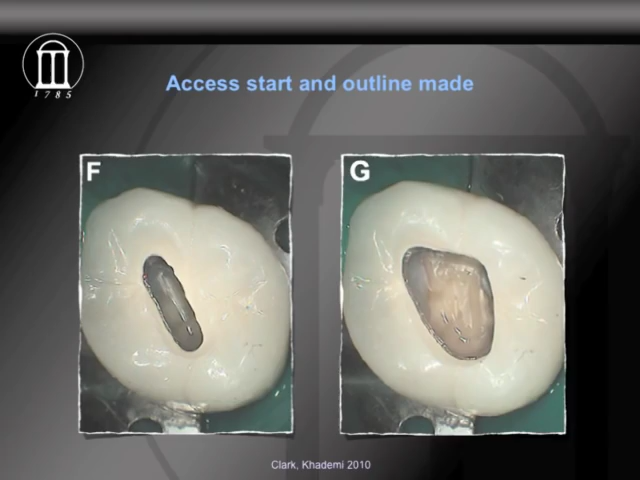 1785
Access start and outline made
F
G
Clark, Khademi 2010